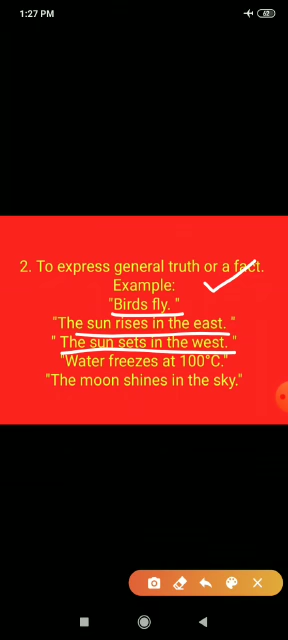 1:27 PM
62
2. To express general truth or a fact.
Example:
"Birds fly. "
"The sun rises in the east. "
" The sun sets in the west. "
"Water freezes at 100°C."
"The moon shines in the sky."